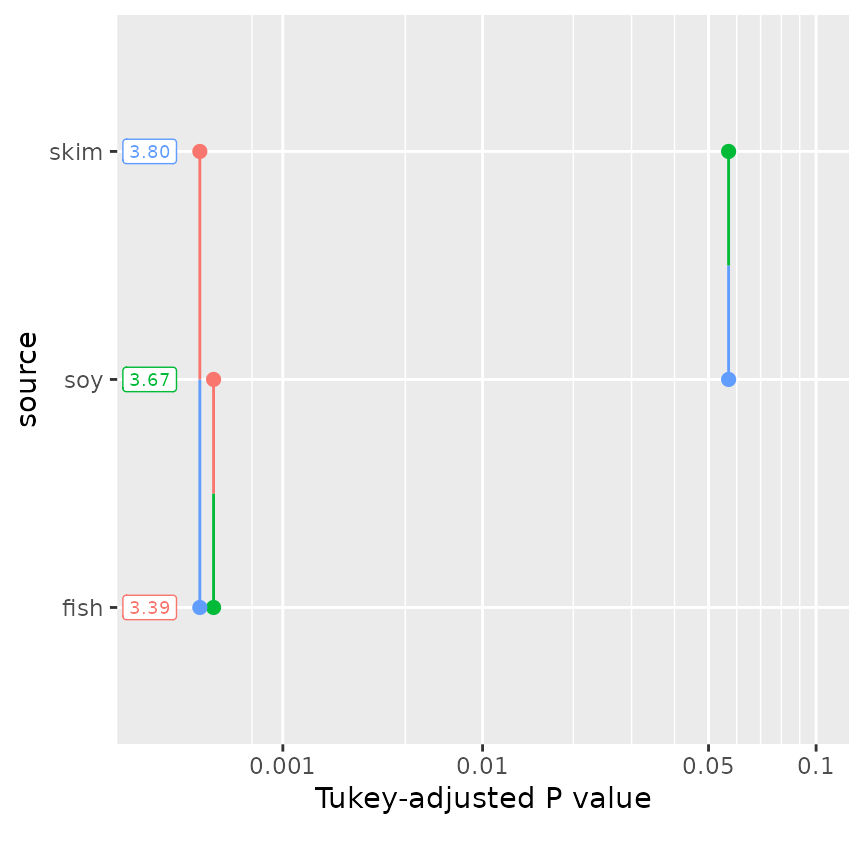 skim 3.80
soy 3.67
fish 3.39
source
0.001 0.01 0.05 0.1
Tukey-adjusted P value